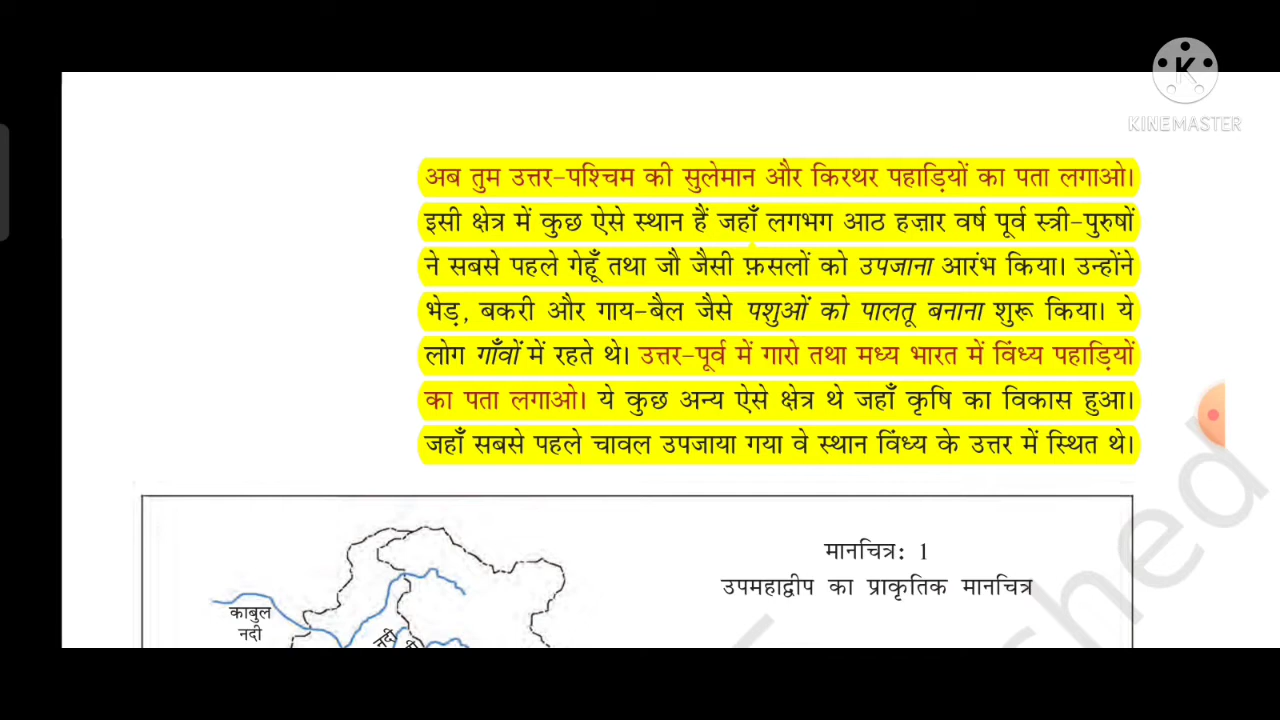 KINEMASTER
अब तुम उत्तर-पश्चिम की सुलेमान और किरथर पहाड़ियों का पता लगाओ।
इसी क्षेत्र में कुछ ऐसे स्थान हैं जहाँ लगभग आठ हज़ार वर्ष पूर्व स्त्री-पुरुषों
ने सबसे पहले गेहूँ तथा जौ जैसी फ़सलों को उपजाना आरंभ किया। उन्होंने
भेड़, बकरी और गाय-बैल जैसे पशुओं को पालतू बनाना शुरू किया। ये
लोग गाँवों में रहते थे। उत्तर-पूर्व में गारो तथा मध्य भारत में विंध्य पहाड़ियों
का पता लगाओ। ये कुछ अन्य ऐसे क्षेत्र थे जहाँ कृषि का विकास हुआ।
जहाँ सबसे पहले चावल उपजाया गया वे स्थान विंध्य के उत्तर में स्थित थे।
मानचित्र: 1
उपमहाद्वीप का प्राकृतिक मानचित्र
काबुल
नदी
नदी